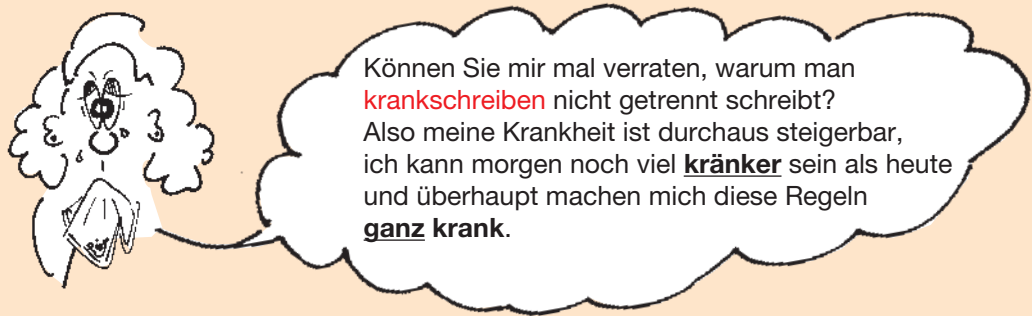 Können Sie mir mal verraten, warum man
krankschreiben nicht getrennt schreibt?
Also meine Krankheit ist durchaus steigerbar,
ich kann morgen noch viel kränker sein als heute
und überhaupt machen mich diese Regeln
ganz krank.